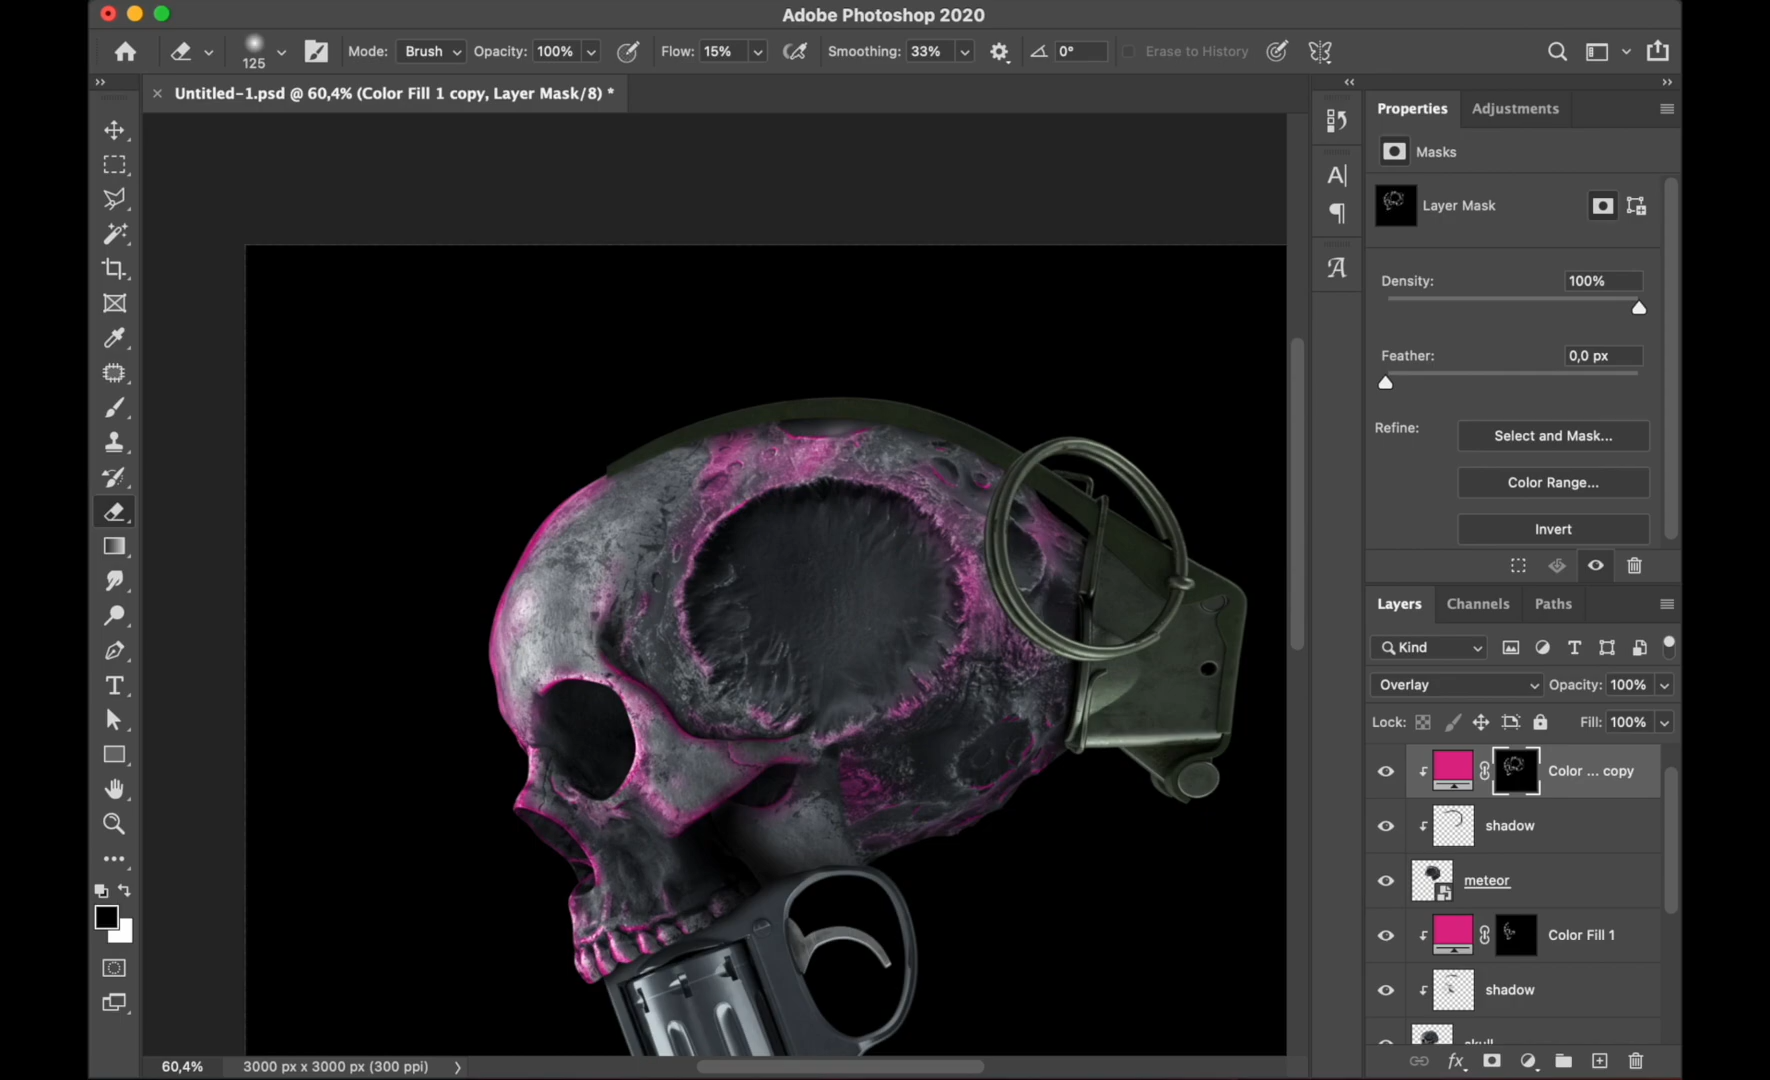 Adobe Photoshop 2020
125
Mode: Brush Opacity: 100% Flow: 15% Smoothing: 33% 0° Erase to History
Untitled-1.psd @ 60,4% (Color Fill 1 copy, Layer Mask/8) *
Properties Adjustments
Masks
Layer Mask
Density: 100%
Feather: 0,0 px
Refine: Select and Mask...
Color Range...
Invert
Layers Channels Paths
Kind
Overlay Opacity: 100%
Lock: Fill: 100%
Color ... copy
shadow
meteor
Color Fill 1
shadow
skull
60,4% 3000 px x 3000 px (300 ppi)